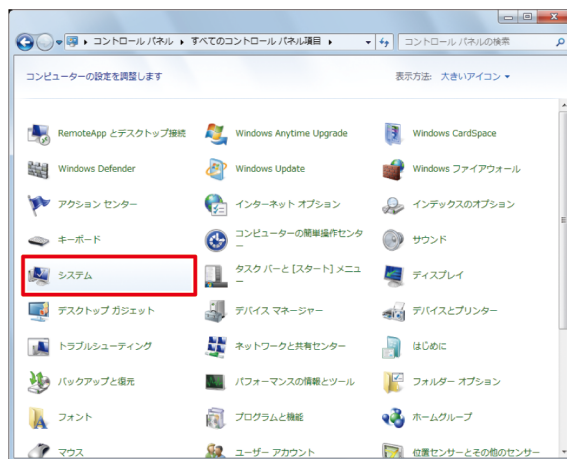 コントロール パネル ▸ すべてのコントロール パネル項目 ▸
コントロール パネルの検索
コンピューターの設定を調整します
表示方法: 大きいアイコン
RemoteApp とデスクトップ接続
Windows Anytime Upgrade
Windows CardSpace
Windows Defender
Windows Update
Windows ファイアウォール
アクション センター
インターネット オプション
インデックスのオプション
キーボード
コンピューターの簡単操作センタ
ー
サウンド
システム
タスク バーと [スタート] メニュ
ー
ディスプレイ
デスクトップ ガジェット
デバイス マネージャー
デバイスとプリンター
トラブルシューティング
ネットワークと共有センター
はじめに
バックアップと復元
パフォーマンスの情報とツール
フォルダー オプション
フォント
プログラムと機能
ホームグループ
マウス
ユーザー アカウント
位置センサーとその他のセンサー